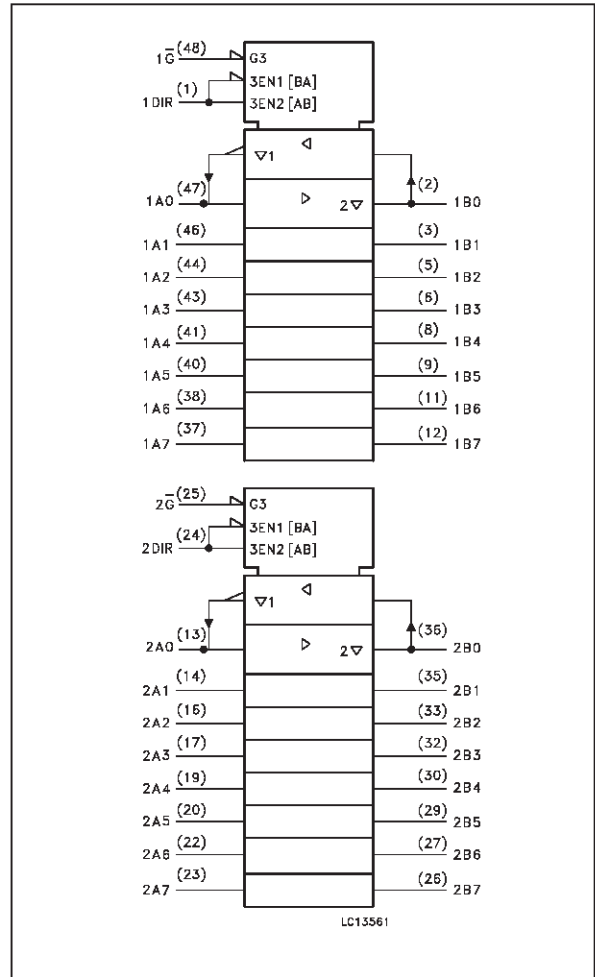 1G̅ (48) G3
3EN1 [BA]
1DIR (1) 3EN2 [AB]
▽1 ◁
1A0 (47) ▷ 2▽ (2) 1B0
1A1 (46) (3) 1B1
1A2 (44) (5) 1B2
1A3 (43) (6) 1B3
1A4 (41) (8) 1B4
1A5 (40) (9) 1B5
1A6 (38) (11) 1B6
1A7 (37) (12) 1B7
2G̅ (25) G3
3EN1 [BA]
2DIR (24) 3EN2 [AB]
▽1 ◁
2A0 (13) ▷ 2▽ (36) 2B0
2A1 (14) (35) 2B1
2A2 (16) (33) 2B2
2A3 (17) (32) 2B3
2A4 (19) (30) 2B4
2A5 (20) (29) 2B5
2A6 (22) (27) 2B6
2A7 (23) (26) 2B7
LC13561